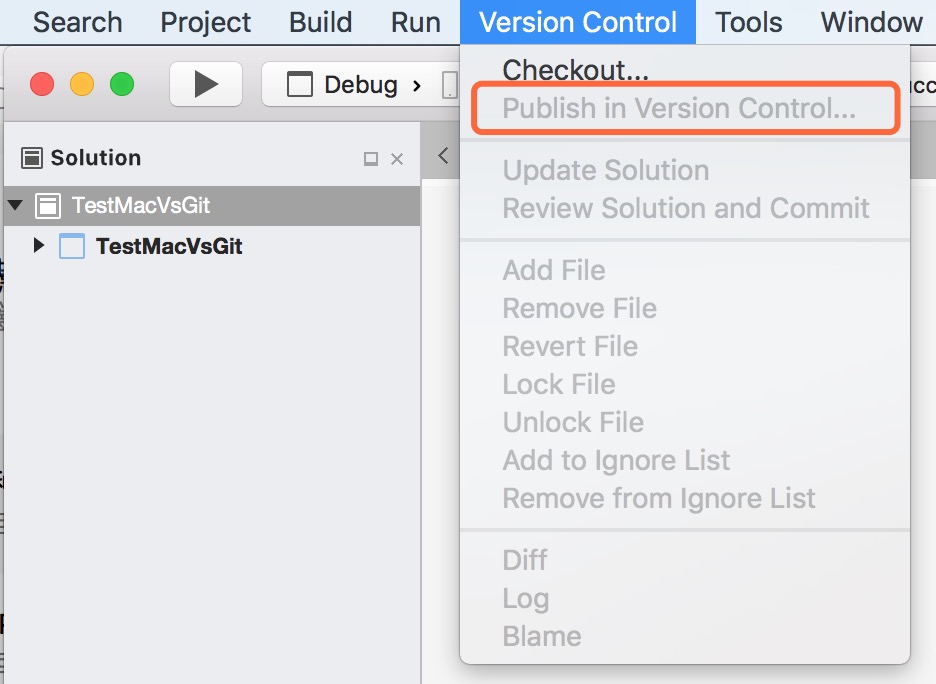 Search Project Build Run Version Control Tools Window
Debug
Checkout...
Publish in Version Control...
Solution
Update Solution
TestMacVsGit
Review Solution and Commit
TestMacVsGit
Add File
Remove File
Revert File
Lock File
Unlock File
Add to Ignore List
Remove from Ignore List
Diff
Log
Blame